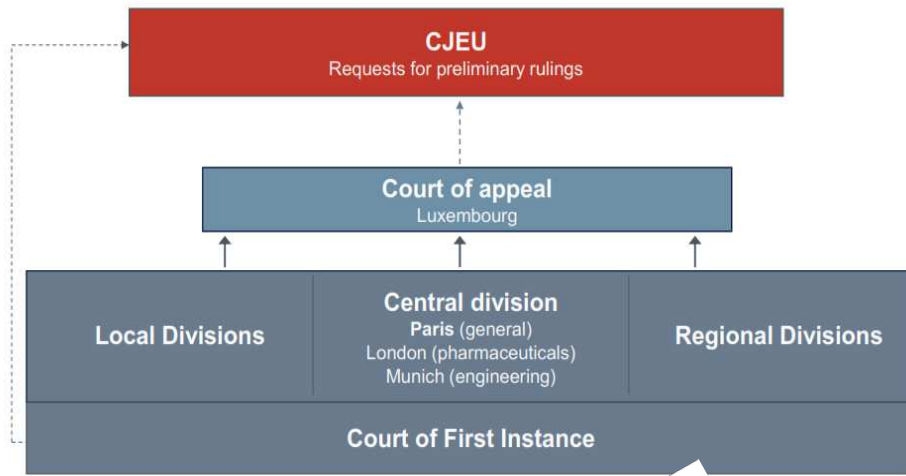 CJEU
Requests for preliminary rulings
Court of appeal
Luxembourg
Local Divisions
Central division
Paris (general)
London (pharmaceuticals)
Munich (engineering)
Regional Divisions
Court of First Instance